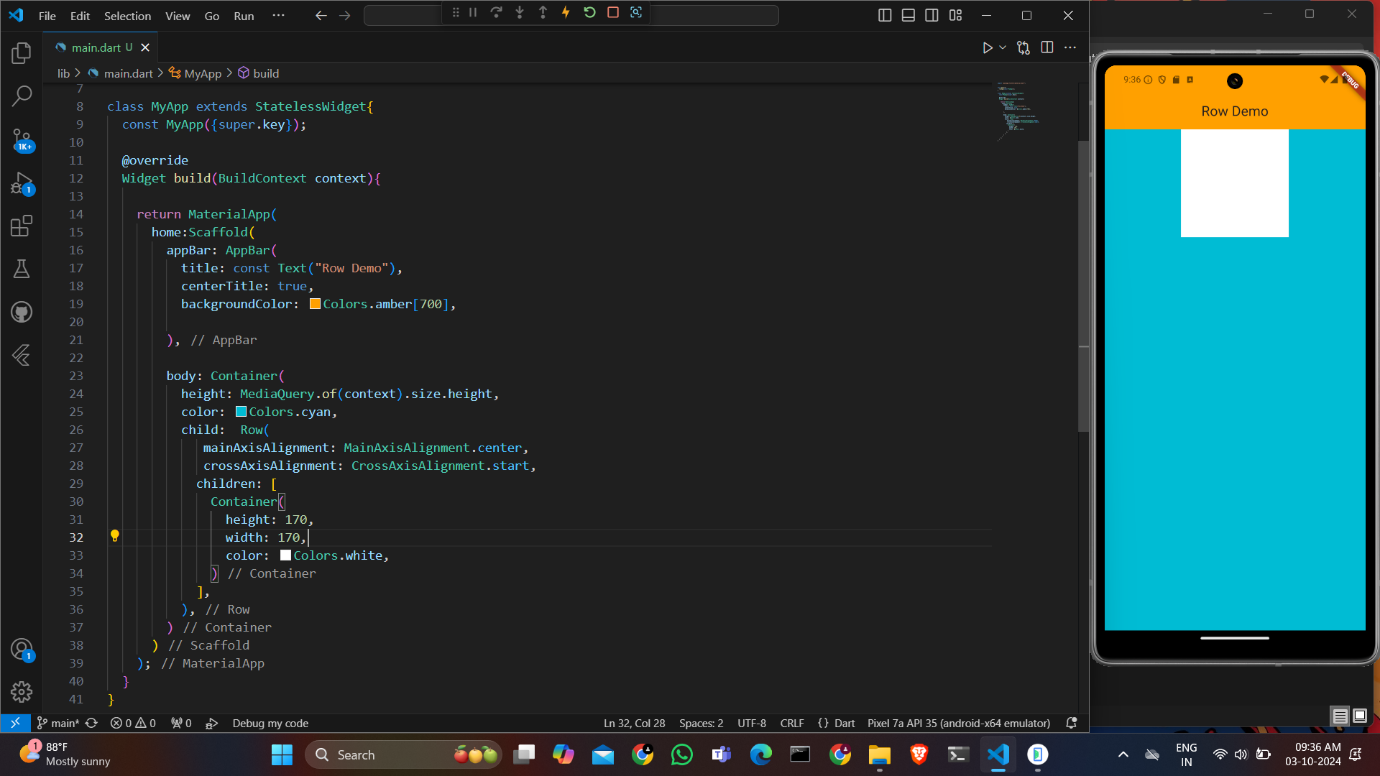 File Edit Selection View Go Run ···
main.dart U
lib > main.dart > MyApp > build
7
8 class MyApp extends StatelessWidget{
9 const MyApp({super.key});
10
11 @override
12 Widget build(BuildContext context){
13
14 return MaterialApp(
15 home:Scaffold(
16 appBar: AppBar(
17 title: const Text("Row Demo"),
18 centerTitle: true,
19 backgroundColor: Colors.amber[700],
20
21 ), // AppBar
22
23 body: Container(
24 height: MediaQuery.of(context).size.height,
25 color: Colors.cyan,
26 child:  Row(
27 mainAxisAlignment: MainAxisAlignment.center,
28 crossAxisAlignment: CrossAxisAlignment.start,
29 children: [
30 Container(
31 height: 170,
32 width: 170,
33 color: Colors.white,
34 ) // Container
35 ],
36 ), // Row
37 ) // Container
38 ) // Scaffold
39 ); // MaterialApp
40 }
41 }
1K+
1
1
9:36
DEBUG
Row Demo
main* 0 0 0 Debug my code Ln 32, Col 28 Spaces: 2 UTF-8 CRLF {} Dart Pixel 7a API 35 (android-x64 emulator)
1
88°F
Mostly sunny
Search
ENG
IN
09:36 AM
03-10-2024